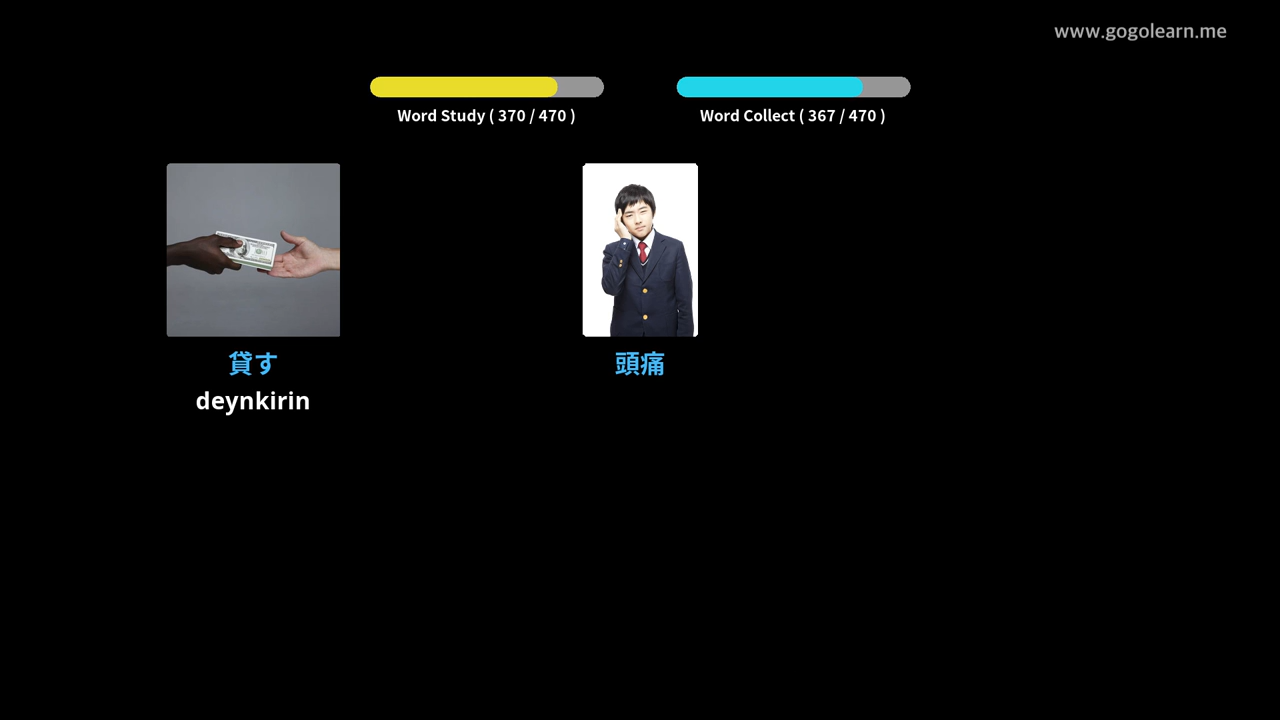 www.gogolearn.me
Word Study ( 370 / 470 )
Word Collect ( 367 / 470 )
貸す
deynkirin
頭痛